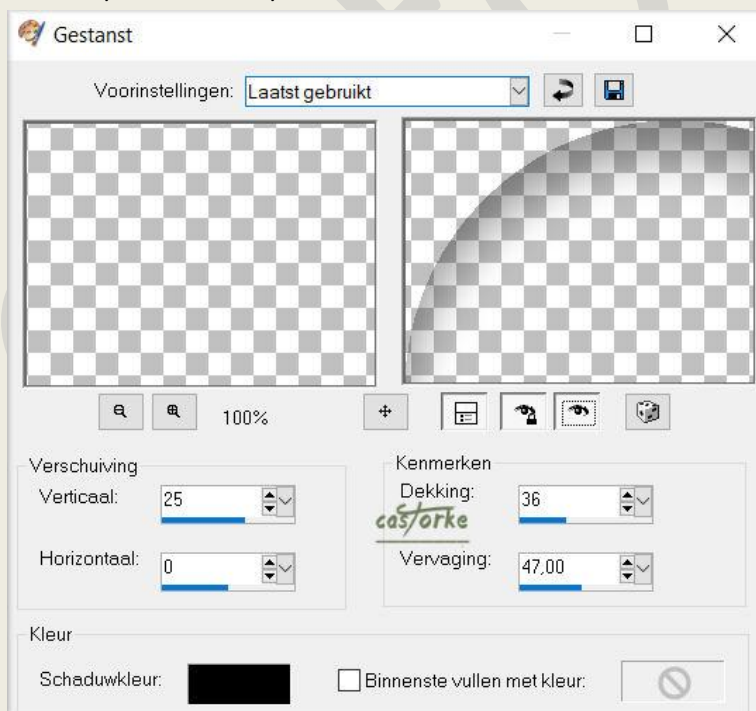 Gestanst
Voorinstellingen: Laatst gebruikt
100%
Verschuiving
Verticaal: 25
Horizontaal: 0
Kenmerken
Dekking: 36
castorke
Vervaging: 47,00
Kleur
Schaduwkleur:
Binnenste vullen met kleur: